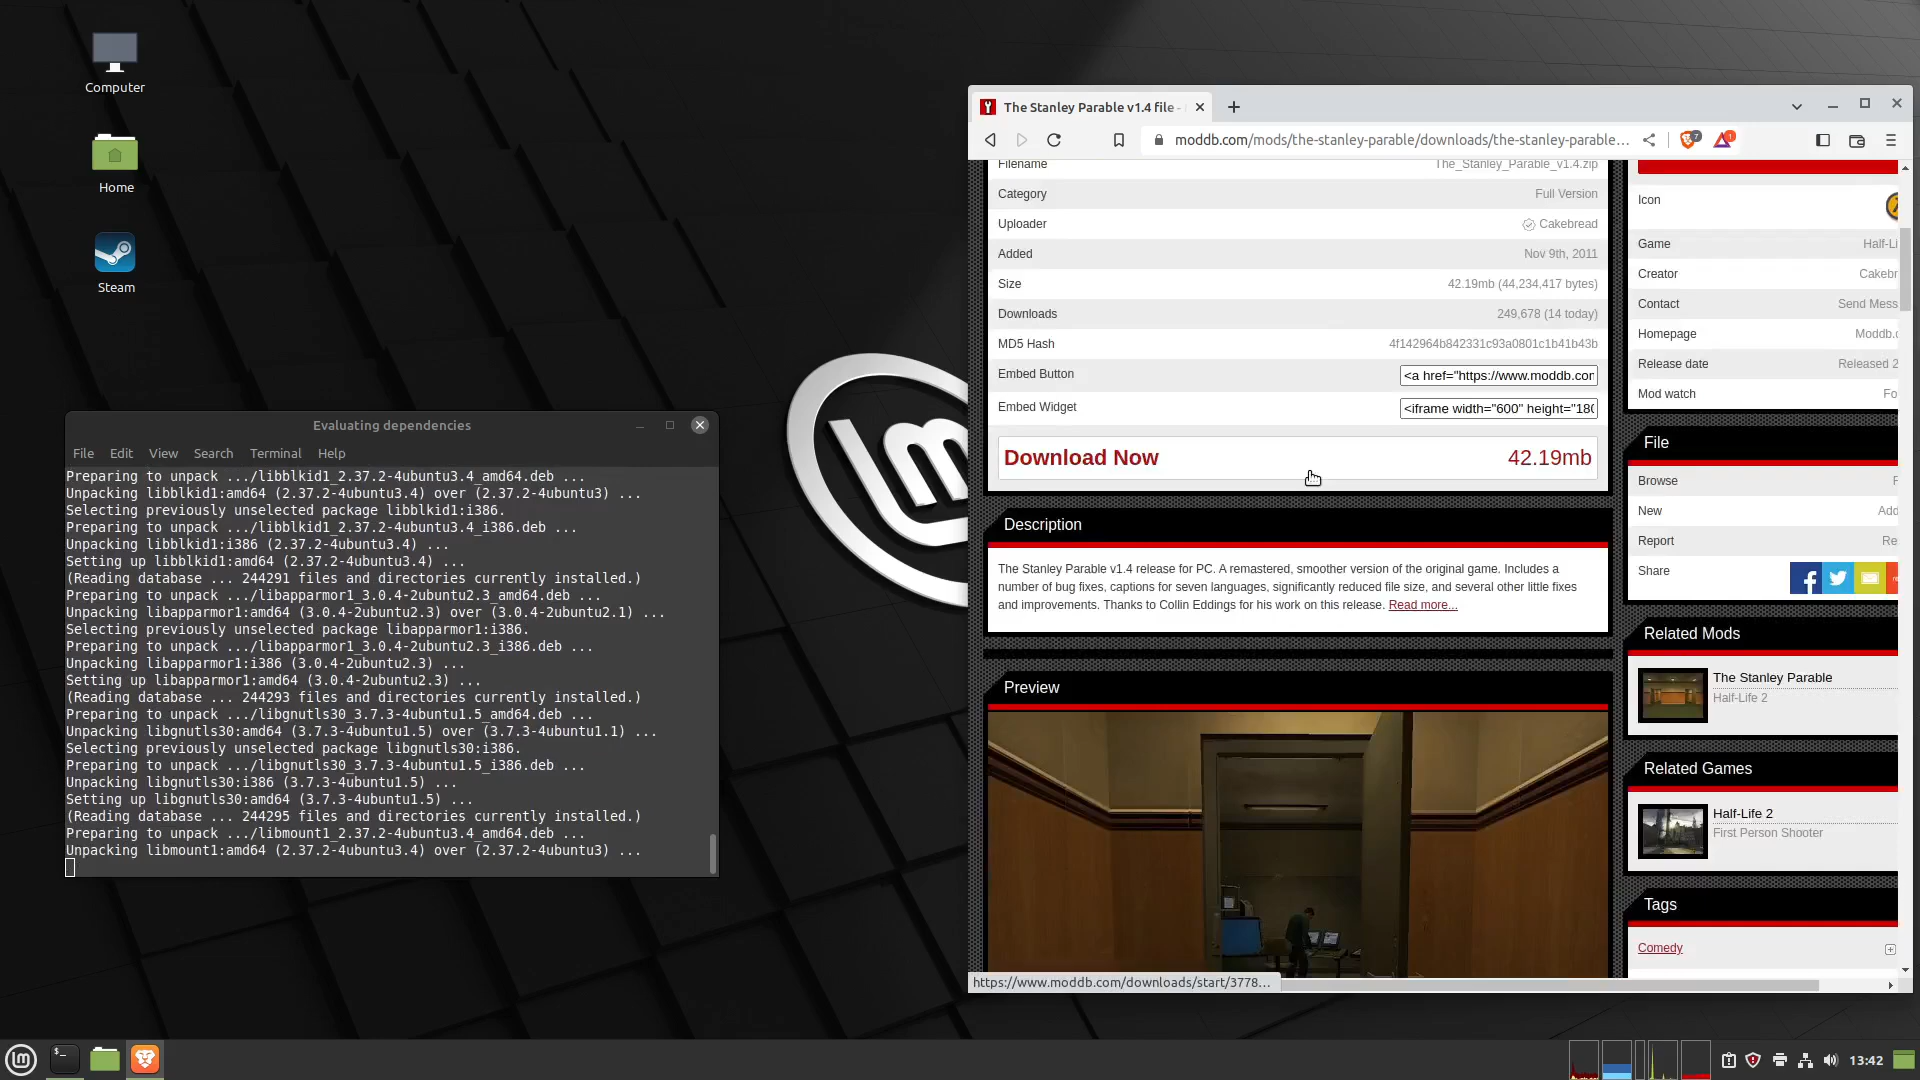 Computer
Home
Steam
Evaluating dependencies
File Edit View Search Terminal Help
Preparing to unpack .../libblkid1_2.37.2-4ubuntu3.4_amd64.deb ...
Unpacking libblkid1:amd64 (2.37.2-4ubuntu3.4) over (2.37.2-4ubuntu3) ...
Selecting previously unselected package libblkid1:i386.
Preparing to unpack .../libblkid1_2.37.2-4ubuntu3.4_i386.deb ...
Unpacking libblkid1:i386 (2.37.2-4ubuntu3.4) ...
Setting up libblkid1:amd64 (2.37.2-4ubuntu3.4) ...
(Reading database ... 244291 files and directories currently installed.)
Preparing to unpack .../libapparmor1_3.0.4-2ubuntu2.3_amd64.deb ...
Unpacking libapparmor1:amd64 (3.0.4-2ubuntu2.3) over (3.0.4-2ubuntu2.1) ...
Selecting previously unselected package libapparmor1:i386.
Preparing to unpack .../libapparmor1_3.0.4-2ubuntu2.3_i386.deb ...
Unpacking libapparmor1:i386 (3.0.4-2ubuntu2.3) ...
Setting up libapparmor1:amd64 (3.0.4-2ubuntu2.3) ...
(Reading database ... 244293 files and directories currently installed.)
Preparing to unpack .../libgnutls30_3.7.3-4ubuntu1.5_amd64.deb ...
Unpacking libgnutls30:amd64 (3.7.3-4ubuntu1.5) over (3.7.3-4ubuntu1.1) ...
Selecting previously unselected package libgnutls30:i386.
Preparing to unpack .../libgnutls30_3.7.3-4ubuntu1.5_i386.deb ...
Unpacking libgnutls30:i386 (3.7.3-4ubuntu1.5) ...
Setting up libgnutls30:amd64 (3.7.3-4ubuntu1.5) ...
(Reading database ... 244295 files and directories currently installed.)
Preparing to unpack .../libmount1_2.37.2-4ubuntu3.4_amd64.deb ...
Unpacking libmount1:amd64 (2.37.2-4ubuntu3.4) over (2.37.2-4ubuntu3) ...
The Stanley Parable v1.4 file -
moddb.com/mods/the-stanley-parable/downloads/the-stanley-parable...
7
1
Filename The_Stanley_Parable_v1.4.zip
Category Full Version
Uploader Cakebread
Added Nov 9th, 2011
Size 42.19mb (44,234,417 bytes)
Downloads 249,678 (14 today)
MD5 Hash 4f142964b842331c93a0801c1b41b43b
Embed Button <a href="https://www.moddb.cor
Embed Widget <iframe width="600" height="180
Download Now 42.19mb
Description
The Stanley Parable v1.4 release for PC. A remastered, smoother version of the original game. Includes a
number of bug fixes, captions for seven languages, significantly reduced file size, and several other little fixes
and improvements. Thanks to Collin Eddings for his work on this release. Read more...
Preview
https://www.moddb.com/downloads/start/3778...
Icon
Game Half-Li
Creator Cakebr
Contact Send Mess
Homepage Moddb.c
Release date Released 2
Mod watch Fo
File
Browse F
New Add
Report Re
Share
Related Mods
The Stanley Parable
Half-Life 2
Related Games
Half-Life 2
First Person Shooter
Tags
Comedy
13:42